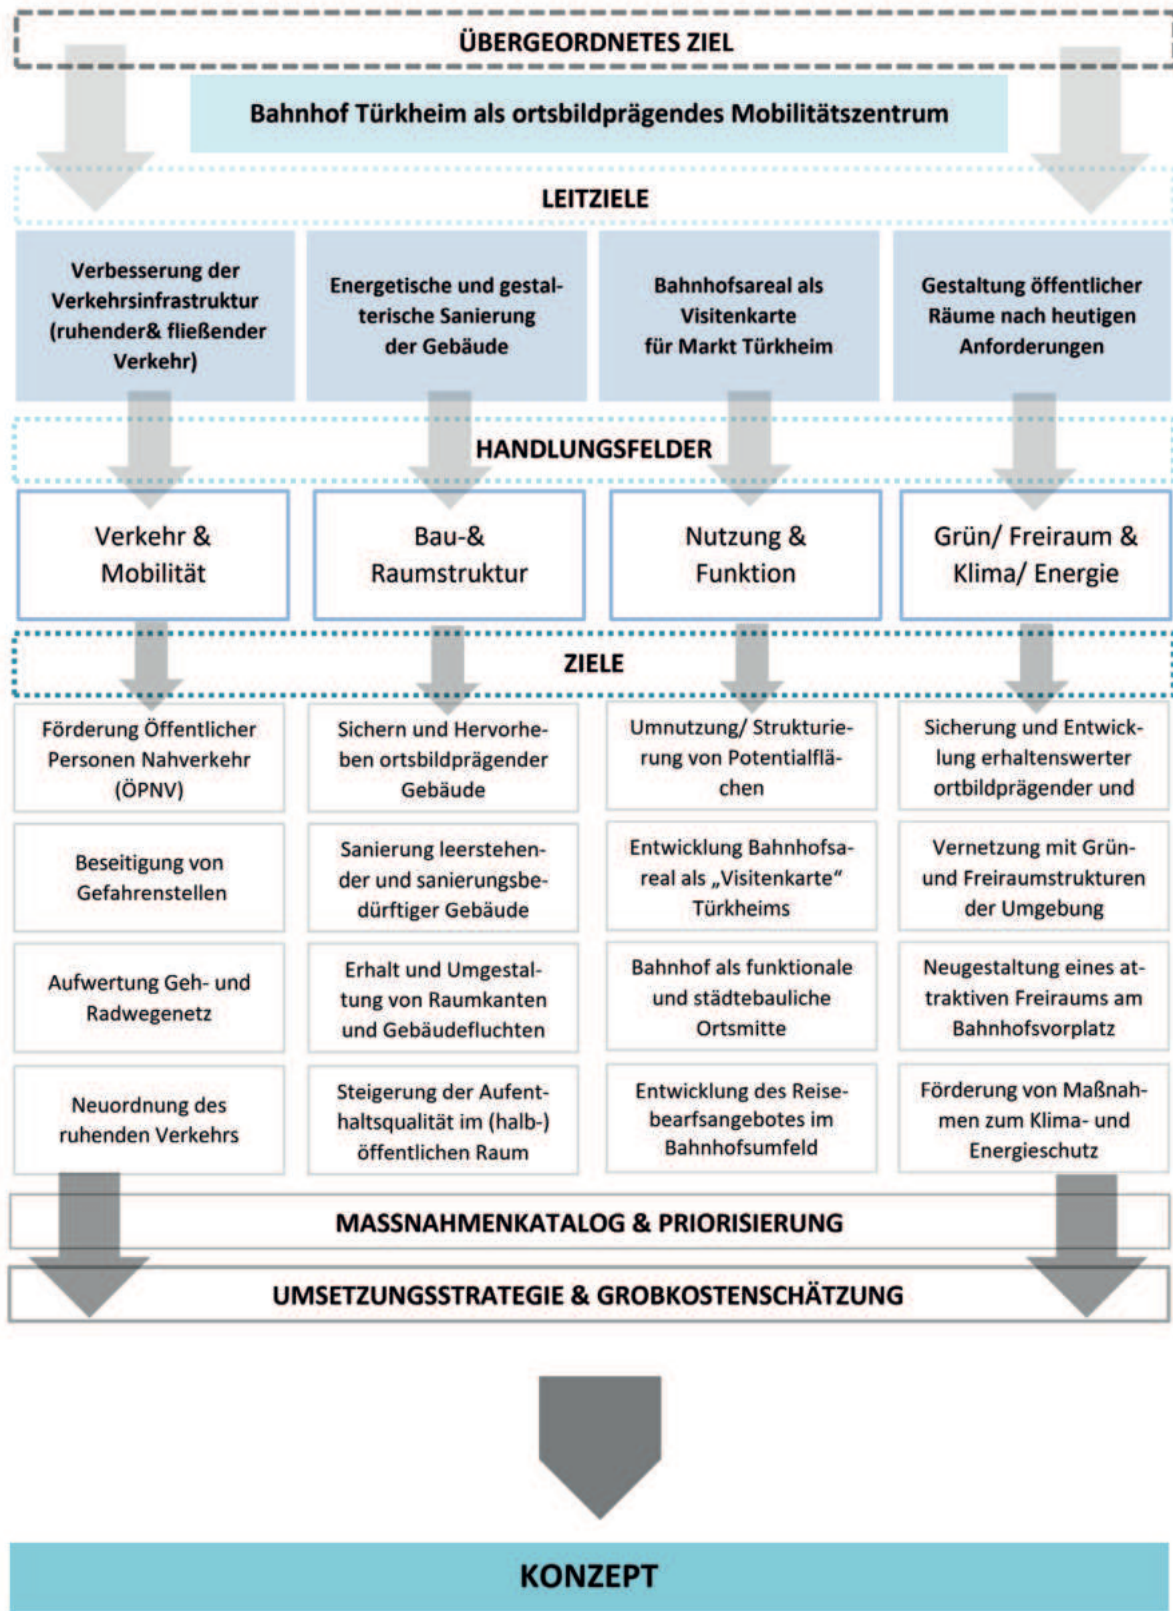 ÜBERGEORDNETES ZIEL
Bahnhof Türkheim als ortsbildprägendes Mobilitätszentrum
LEITZIELE
Verbesserung der
Verkehrsinfrastruktur
(ruhender& fließender
Verkehr)
Energetische und gestal-
terische Sanierung
der Gebäude
Bahnhofsareal als
Visitenkarte
für Markt Türkheim
Gestaltung öffentlicher
Räume nach heutigen
Anforderungen
HANDLUNGSFELDER
Verkehr &
Mobilität
Bau-&
Raumstruktur
Nutzung &
Funktion
Grün/ Freiraum &
Klima/ Energie
ZIELE
Förderung Öffentlicher
Personen Nahverkehr
(ÖPNV)
Sichern und Hervorhe-
ben ortsbildprägender
Gebäude
Umnutzung/ Strukturie-
rung von Potentialflä-
chen
Sicherung und Entwick-
lung erhaltenswerter
ortbildprägender und
Beseitigung von
Gefahrenstellen
Sanierung leerstehen-
der und sanierungsbe-
dürftiger Gebäude
Entwicklung Bahnhofsa-
real als „Visitenkarte“
Türkheims
Vernetzung mit Grün-
und Freiraumstrukturen
der Umgebung
Aufwertung Geh- und
Radwegenetz
Erhalt und Umgestal-
tung von Raumkanten
und Gebäudefluchten
Bahnhof als funktionale
und städtebauliche
Ortsmitte
Neugestaltung eines at-
traktiven Freiraums am
Bahnhofsvorplatz
Neuordnung des
ruhenden Verkehrs
Steigerung der Aufent-
haltsqualität im (halb-)
öffentlichen Raum
Entwicklung des Reise-
bearfsangebotes im
Bahnhofsumfeld
Förderung von Maßnah-
men zum Klima- und
Energieschutz
MASSNAHMENKATALOG & PRIORISIERUNG
UMSETZUNGSSTRATEGIE & GROBKOSTENSCHÄTZUNG
KONZEPT